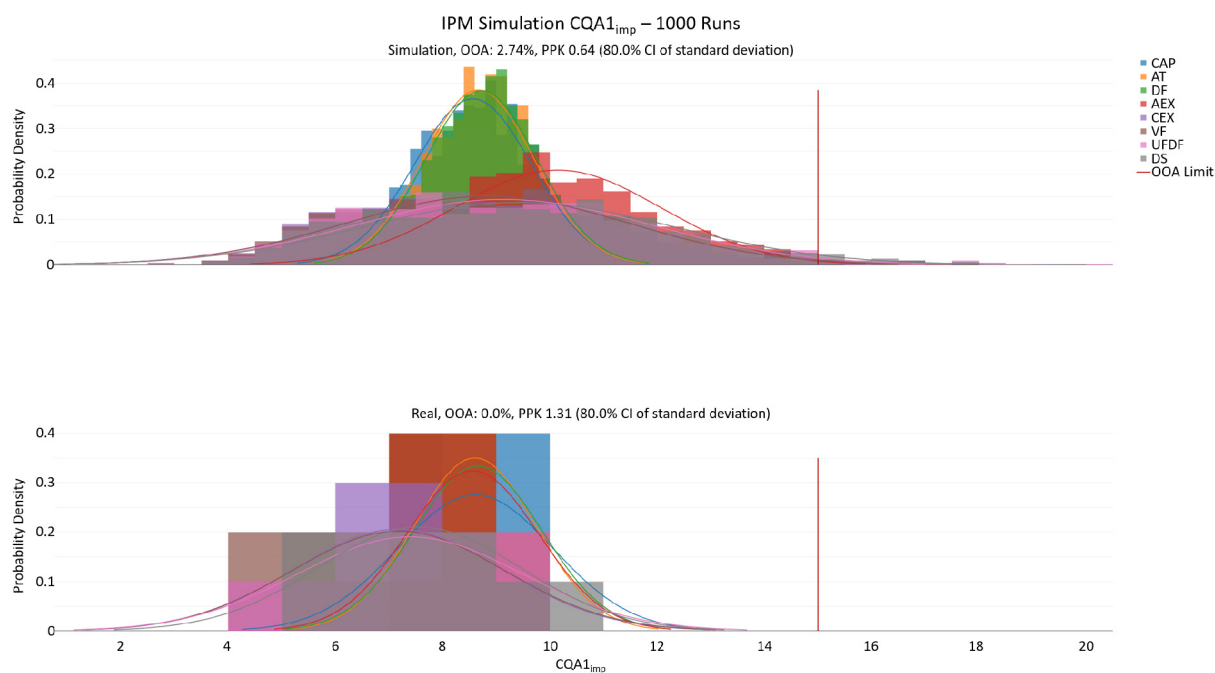 IPM Simulation CQA1imp – 1000 Runs
Simulation, OOA: 2.74%, PPK 0.64 (80.0% CI of standard deviation)
CAP
AT
DF
AEX
CEX
VF
UFDF
DS
OOA Limit
Probability Density
0.4
0.3
0.2
0.1
0
Real, OOA: 0.0%, PPK 1.31 (80.0% CI of standard deviation)
Probability Density
0.4
0.3
0.2
0.1
0
2 4 6 8 10 12 14 16 18 20
CQA1imp